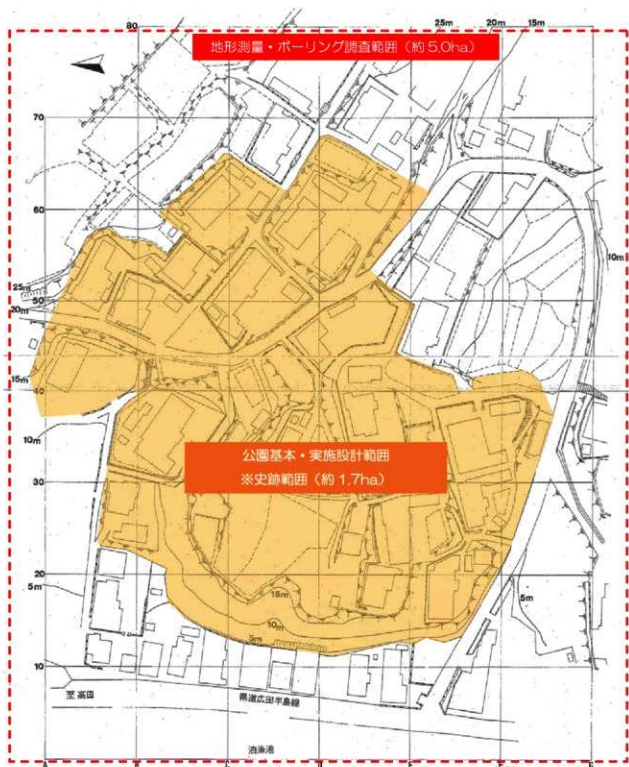 80
25m 20m 15m
地形測量・ボーリング調査範囲（約 5.0ha）
70
60
10m
25m
50
20m
15m
40
10m
公園基本・実施設計範囲
※史跡範囲（約 1.7ha）
30
20
5m
15m
10m
5m
5m
10
至 高田
県道広田半島線
泊漁港
A B C D E F G